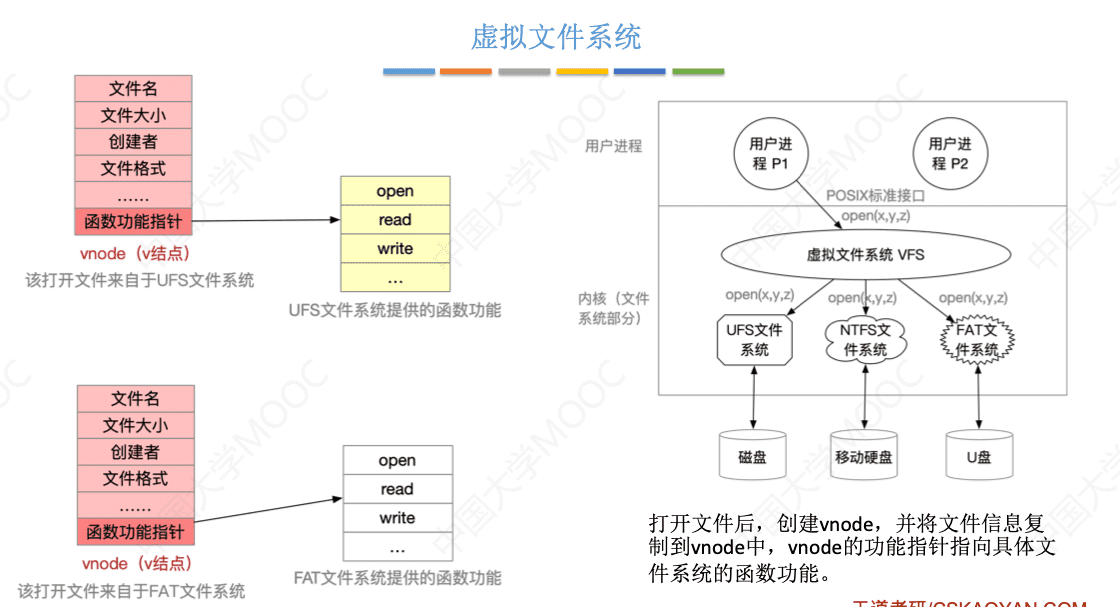 虚拟文件系统
文件名
文件大小
创建者
文件格式
……
函数功能指针
vnode（v结点）
该打开文件来自于UFS文件系统
open
read
write
…
UFS文件系统提供的函数功能
文件名
文件大小
创建者
文件格式
……
函数功能指针
vnode（v结点）
该打开文件来自于FAT文件系统
open
read
write
…
FAT文件系统提供的函数功能
用户进程
用户进
程 P1
用户进
程 P2
POSIX标准接口
open(x,y,z)
虚拟文件系统 VFS
内核（文件
系统部分）
open(x,y,z)
open(x,y,z)
open(x,y,z)
UFS文件
系统
NTFS文
件系统
FAT文
件系统
磁盘
移动硬盘
U盘
打开文件后，创建vnode，并将文件信息复
制到vnode中，vnode的功能指针指向具体文
件系统的函数功能。
王道考研/CSKAOYAN.COM
中国大学MOOC